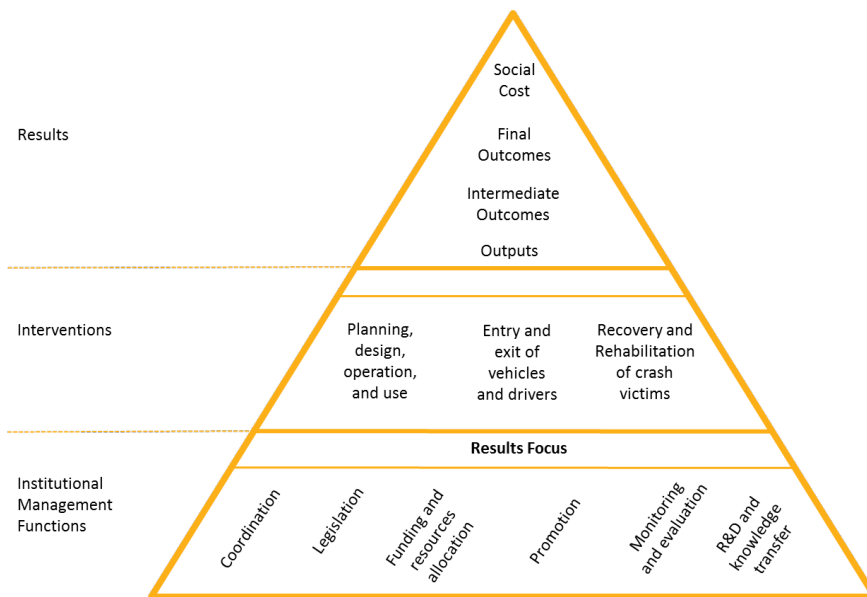 Social
Cost
Results
Final
Outcomes
Intermediate
Outcomes
Outputs
Interventions
Planning,
design,
operation,
and use
Entry and
exit of
vehicles
and drivers
Recovery and
Rehabilitation
of crash
victims
Results Focus
Institutional
Management
Functions
Coordination
Legislation
Funding and
resources
allocation
Promotion
Monitoring
and evaluation
R&D and
knowledge
transfer